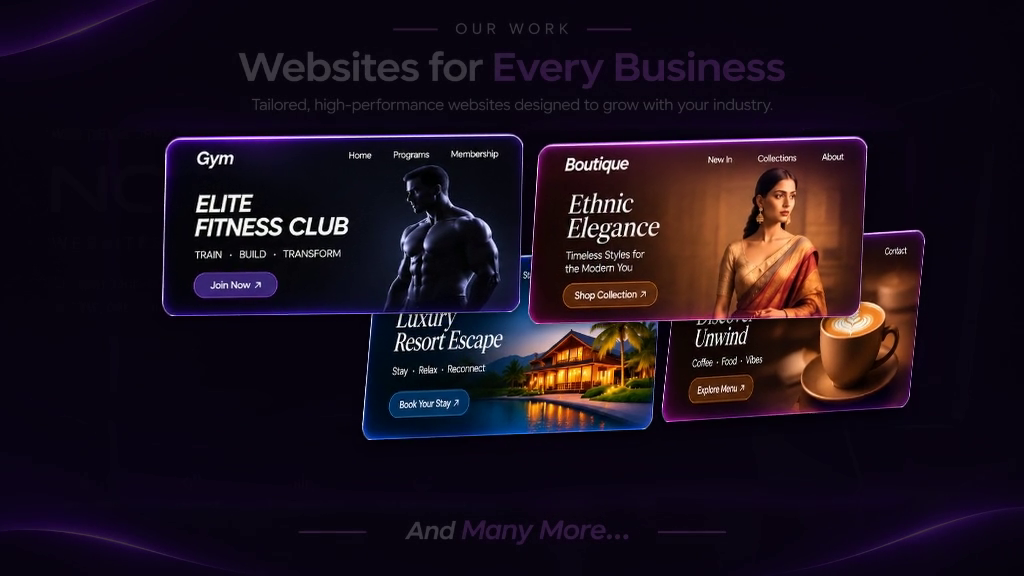 OUR WORK
Websites for Every Business
Tailored, high-performance websites designed to grow with your industry.
Gym
Home Programs Membership
ELITE
FITNESS CLUB
TRAIN · BUILD · TRANSFORM
Join Now ↗
Boutique
New In Collections About
Ethnic
Elegance
Timeless Styles for
the Modern You
Shop Collection ↗
Luxury
Resort Escape
Stay · Relax · Reconnect
Book Your Stay ↗
Contact
Discover
Unwind
Coffee · Food · Vibes
Explore Menu ↗
And Many More...